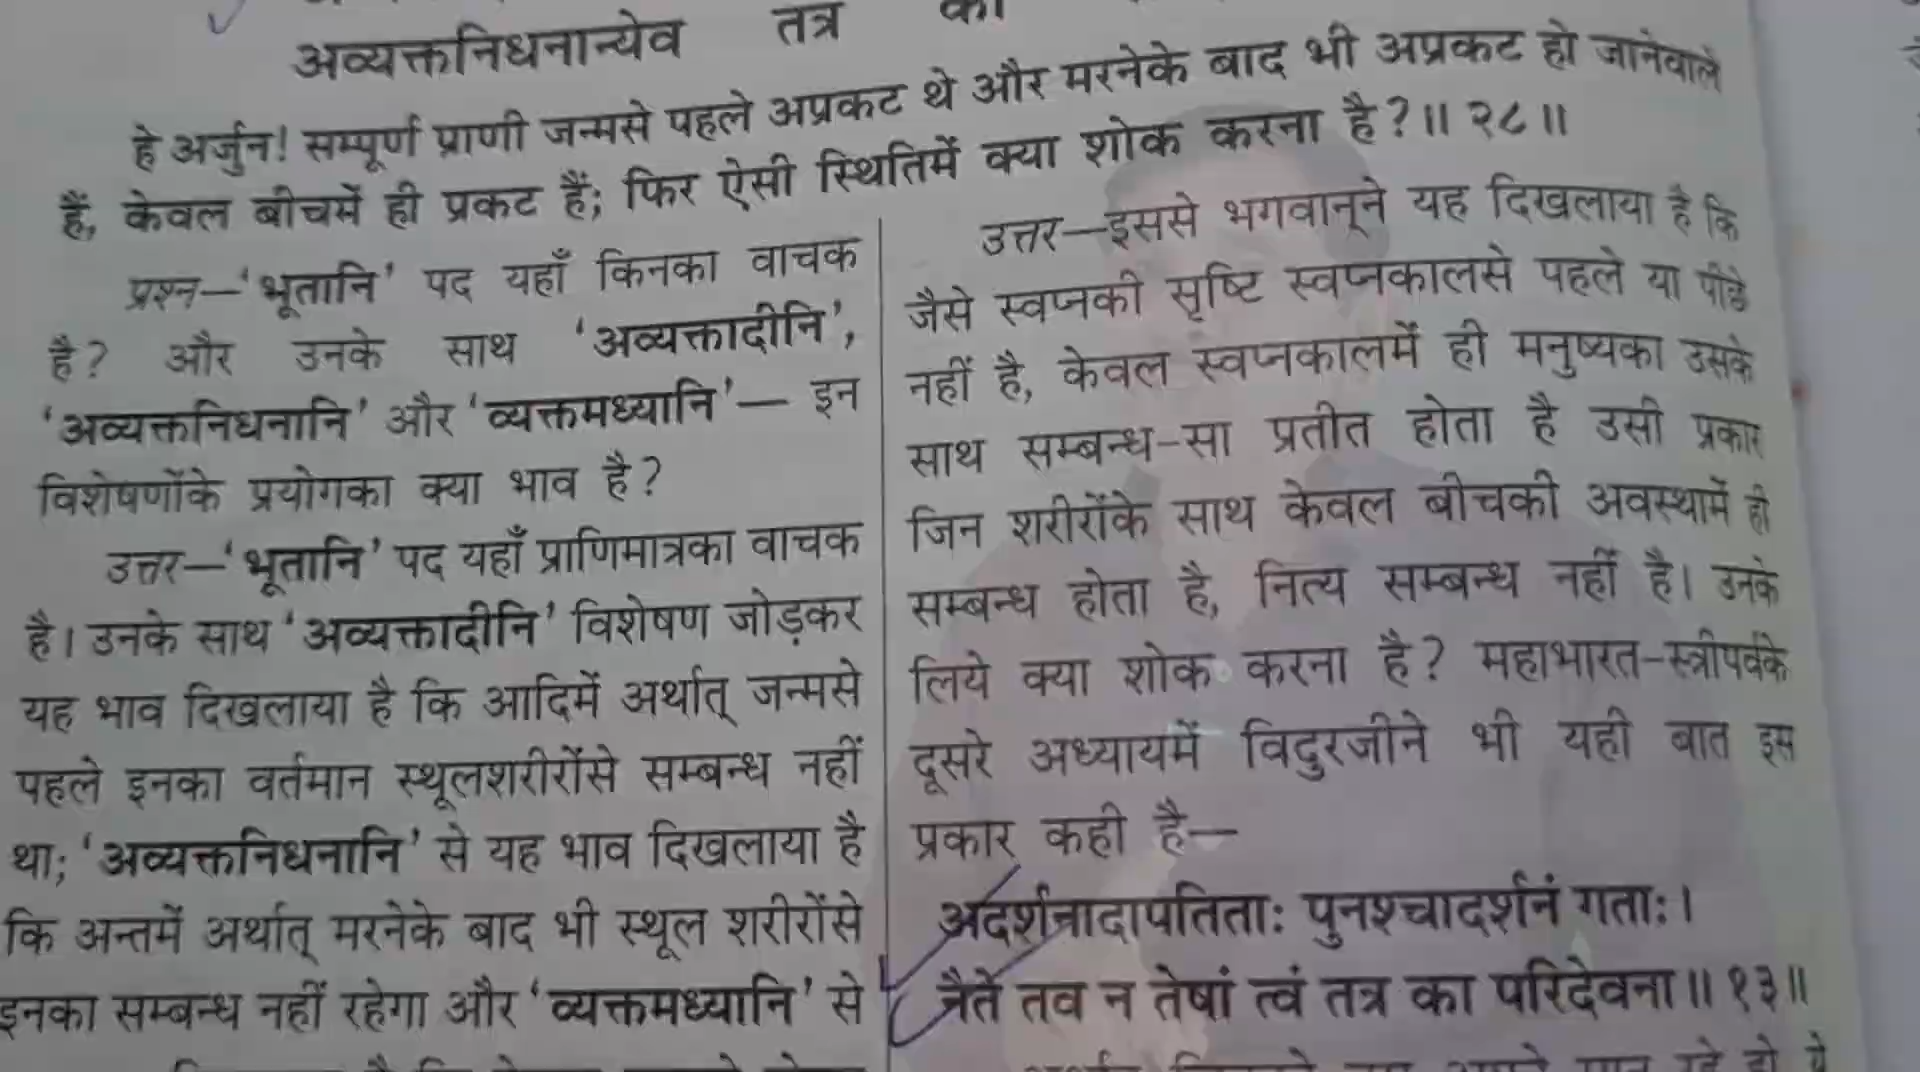 अव्यक्तनिधनान्येव तत्र का
हे अर्जुन! सम्पूर्ण प्राणी जन्मसे पहले अप्रकट थे और मरनेके बाद भी अप्रकट हो जानेवाले
हैं, केवल बीचमें ही प्रकट हैं; फिर ऐसी स्थितिमें क्या शोक करना है?॥ २८॥
प्रश्न—‘भूतानि’ पद यहाँ किनका वाचक
है? और उनके साथ ‘अव्यक्तादीनि’,
‘अव्यक्तनिधनानि’ और ‘व्यक्तमध्यानि’— इन
विशेषणोंके प्रयोगका क्या भाव है?
उत्तर—‘भूतानि’ पद यहाँ प्राणिमात्रका वाचक
है। उनके साथ ‘अव्यक्तादीनि’ विशेषण जोड़कर
यह भाव दिखलाया है कि आदिमें अर्थात् जन्मसे
पहले इनका वर्तमान स्थूलशरीरोंसे सम्बन्ध नहीं
था; ‘अव्यक्तनिधनानि’ से यह भाव दिखलाया है
कि अन्तमें अर्थात् मरनेके बाद भी स्थूल शरीरोंसे
इनका सम्बन्ध नहीं रहेगा और ‘व्यक्तमध्यानि’ से
उत्तर—इससे भगवान्‌ने यह दिखलाया है कि
जैसे स्वप्नकी सृष्टि स्वप्नकालसे पहले या पीछे
नहीं है, केवल स्वप्नकालमें ही मनुष्यका उसके
साथ सम्बन्ध-सा प्रतीत होता है उसी प्रकार
जिन शरीरोंके साथ केवल बीचकी अवस्थामें ही
सम्बन्ध होता है, नित्य सम्बन्ध नहीं है। उनके
लिये क्या शोक करना है? महाभारत-स्त्रीपर्वके
दूसरे अध्यायमें विदुरजीने भी यही बात इस
प्रकार कही है—
अदर्शनादापतिताः पुनश्चादर्शनं गताः।
नैते तव न तेषां त्वं तत्र का परिदेवना॥ १३॥